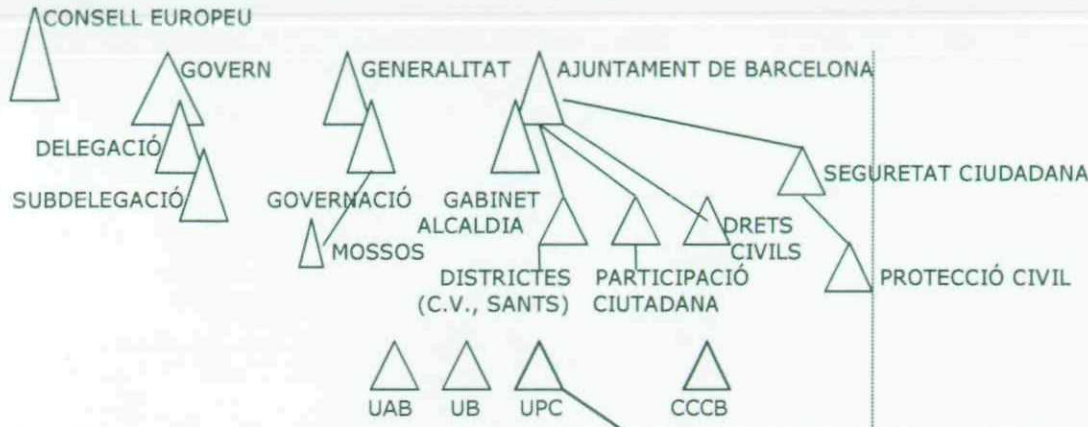 CONSELL EUROPEU
GOVERN
GENERALITAT
AJUNTAMENT DE BARCELONA
DELEGACIÓ
SUBDELEGACIÓ
GOVERNACIÓ
MOSSOS
GABINET
ALCALDIA
SEGURETAT CIUDADANA
DRETS
CIVILS
DISTRICTES
(C.V., SANTS)
PARTICIPACIÓ
CIUTADANA
PROTECCIÓ CIVIL
UAB
UB
UPC
CCCB